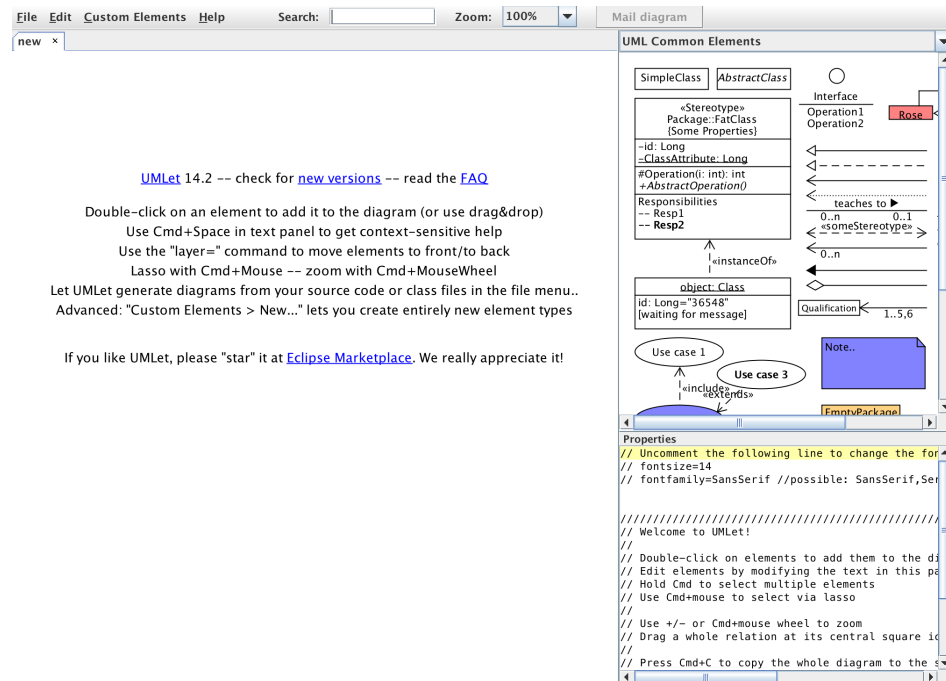 File Edit Custom Elements Help Search: Zoom: 100% Mail diagram
new ×
UMLet 14.2 -- check for new versions -- read the FAQ
Double-click on an element to add it to the diagram (or use drag&drop)
Use Cmd+Space in text panel to get context-sensitive help
Use the "layer=" command to move elements to front/to back
Lasso with Cmd+Mouse -- zoom with Cmd+MouseWheel
Let UMLet generate diagrams from your source code or class files in the file menu..
Advanced: "Custom Elements > New..." lets you create entirely new element types
If you like UMLet, please "star" it at Eclipse Marketplace. We really appreciate it!
UML Common Elements
SimpleClass
AbstractClass
«Stereotype»
Package::FatClass
{Some Properties}
-id: Long
-ClassAttribute: Long
#Operation(i: int): int
+AbstractOperation()
Responsibilities
-- Resp1
-- Resp2
Interface
Operation1
Operation2
Rose
teaches to ▶
0..n 0..1
«someStereotype»
0..n
«instanceOf»
object: Class
id: Long="36548"
[waiting for message]
Qualification
1..5,6
Use case 1
Use case 3
«include»
«extends»
Note..
EmptyPackage
Properties
// Uncomment the following line to change the fon
// fontsize=14
// fontfamily=SansSerif //possible: SansSerif,Ser
/////////////////////////////////////////////////
// Welcome to UMLet!
//
// Double-click on elements to add them to the di
// Edit elements by modifying the text in this pa
// Hold Cmd to select multiple elements
// Use Cmd+mouse to select via lasso
//
// Use +/- or Cmd+mouse wheel to zoom
// Drag a whole relation at its central square ic
//
// Press Cmd+C to copy the whole diagram to the s